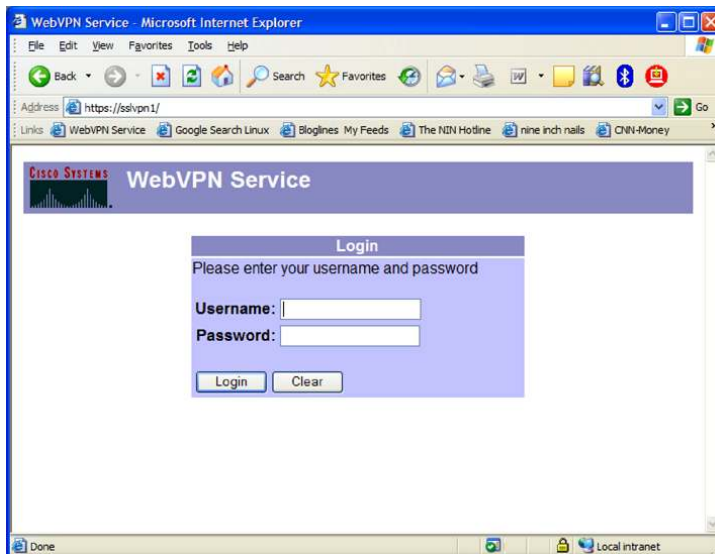 WebVPN Service - Microsoft Internet Explorer
File Edit View Favorites Tools Help
Back Search Favorites
Address https://sslvpn1/ Go
Links WebVPN Service Google Search Linux Bloglines My Feeds The NIN Hotline nine inch nails CNN-Money »
CISCO SYSTEMS
WebVPN Service
Login
Please enter your username and password
Username:
Password:
Login Clear
Done Local intranet